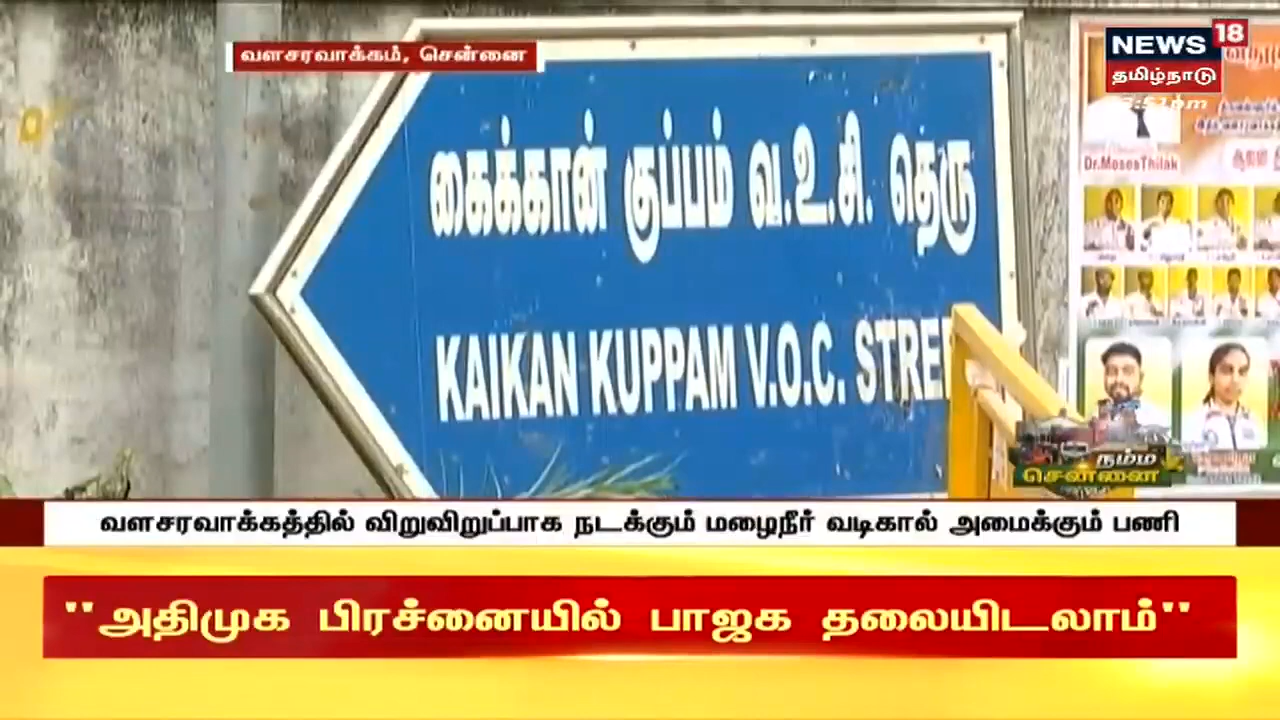 வளசரவாக்கம், சென்னை
NEWS 18
தமிழ்நாடு
கைக்கான் குப்பம் வ.உ.சி. தெரு
Dr.MosesThilak
KAIKAN KUPPAM V.O.C. STREE
நம்ம
சென்னை
வளசரவாக்கத்தில் விறுவிறுப்பாக நடக்கும் மழைநீர் வடிகால் அமைக்கும் பணி
"அதிமுக பிரச்னையில் பாஜக தலையிடலாம்"